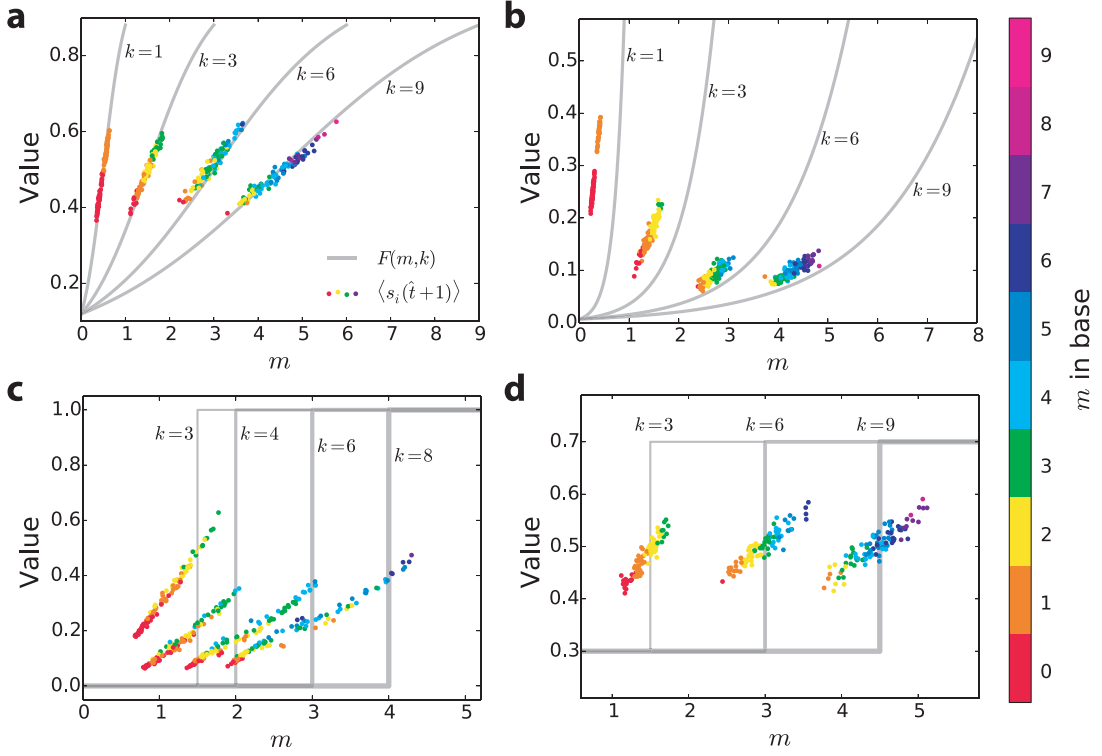 a
Value
0.8
0.6
0.4
0.2
0 1 2 3 4 5 6 7 8 9
m
k=1
k=3
k=6
k=9
F(m,k)
⟨s_i(t̂+1)⟩
b
Value
0.5
0.4
0.3
0.2
0.1
0.0
0 1 2 3 4 5 6 7 8
m
k=1
k=3
k=6
k=9
c
Value
1.0
0.8
0.6
0.4
0.2
0.0
0 1 2 3 4 5
m
k=3
k=4
k=6
k=8
d
Value
0.7
0.6
0.5
0.4
0.3
1 2 3 4 5
m
k=3
k=6
k=9
9
8
7
6
5
4
3
2
1
0
m in base